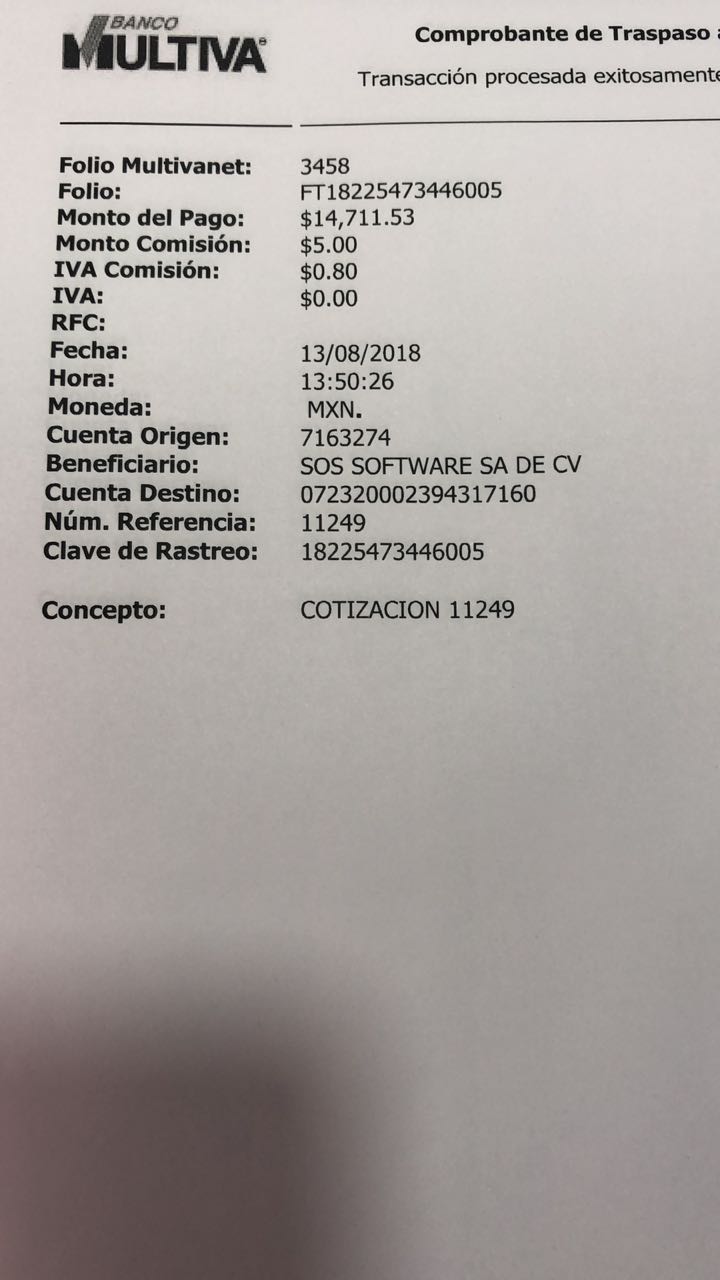 BANCO
MULTIVA®
Comprobante de Traspaso
Transacción procesada exitosamente
Folio Multivanet: 3458
Folio: FT18225473446005
Monto del Pago: $14,711.53
Monto Comisión: $5.00
IVA Comisión: $0.80
IVA: $0.00
RFC:
Fecha: 13/08/2018
Hora: 13:50:26
Moneda: MXN.
Cuenta Origen: 7163274
Beneficiario: SOS SOFTWARE SA DE CV
Cuenta Destino: 072320002394317160
Núm. Referencia: 11249
Clave de Rastreo: 18225473446005
Concepto: COTIZACION 11249